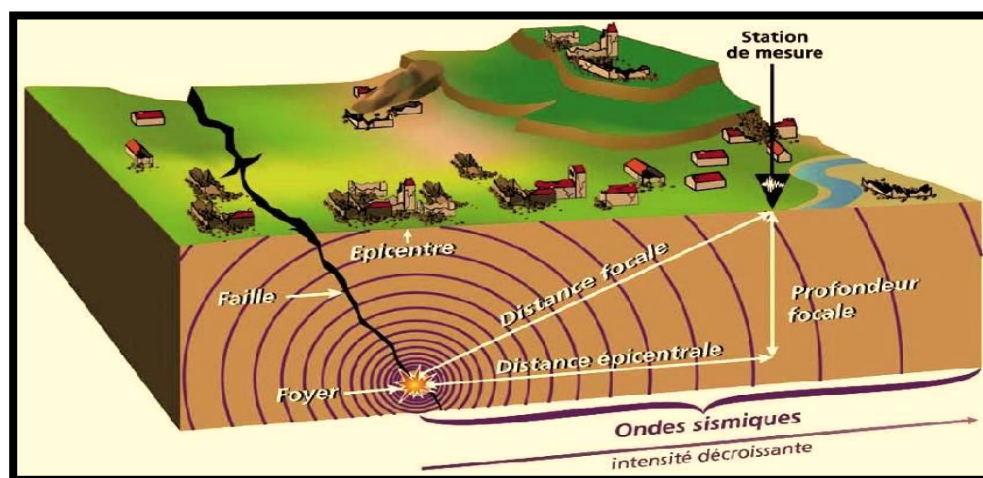 Station
de mesure
Epicentre
Distance focale
Faille
Profondeur
focale
Distance épicentrale
Foyer
Ondes sismiques
intensité décroissante